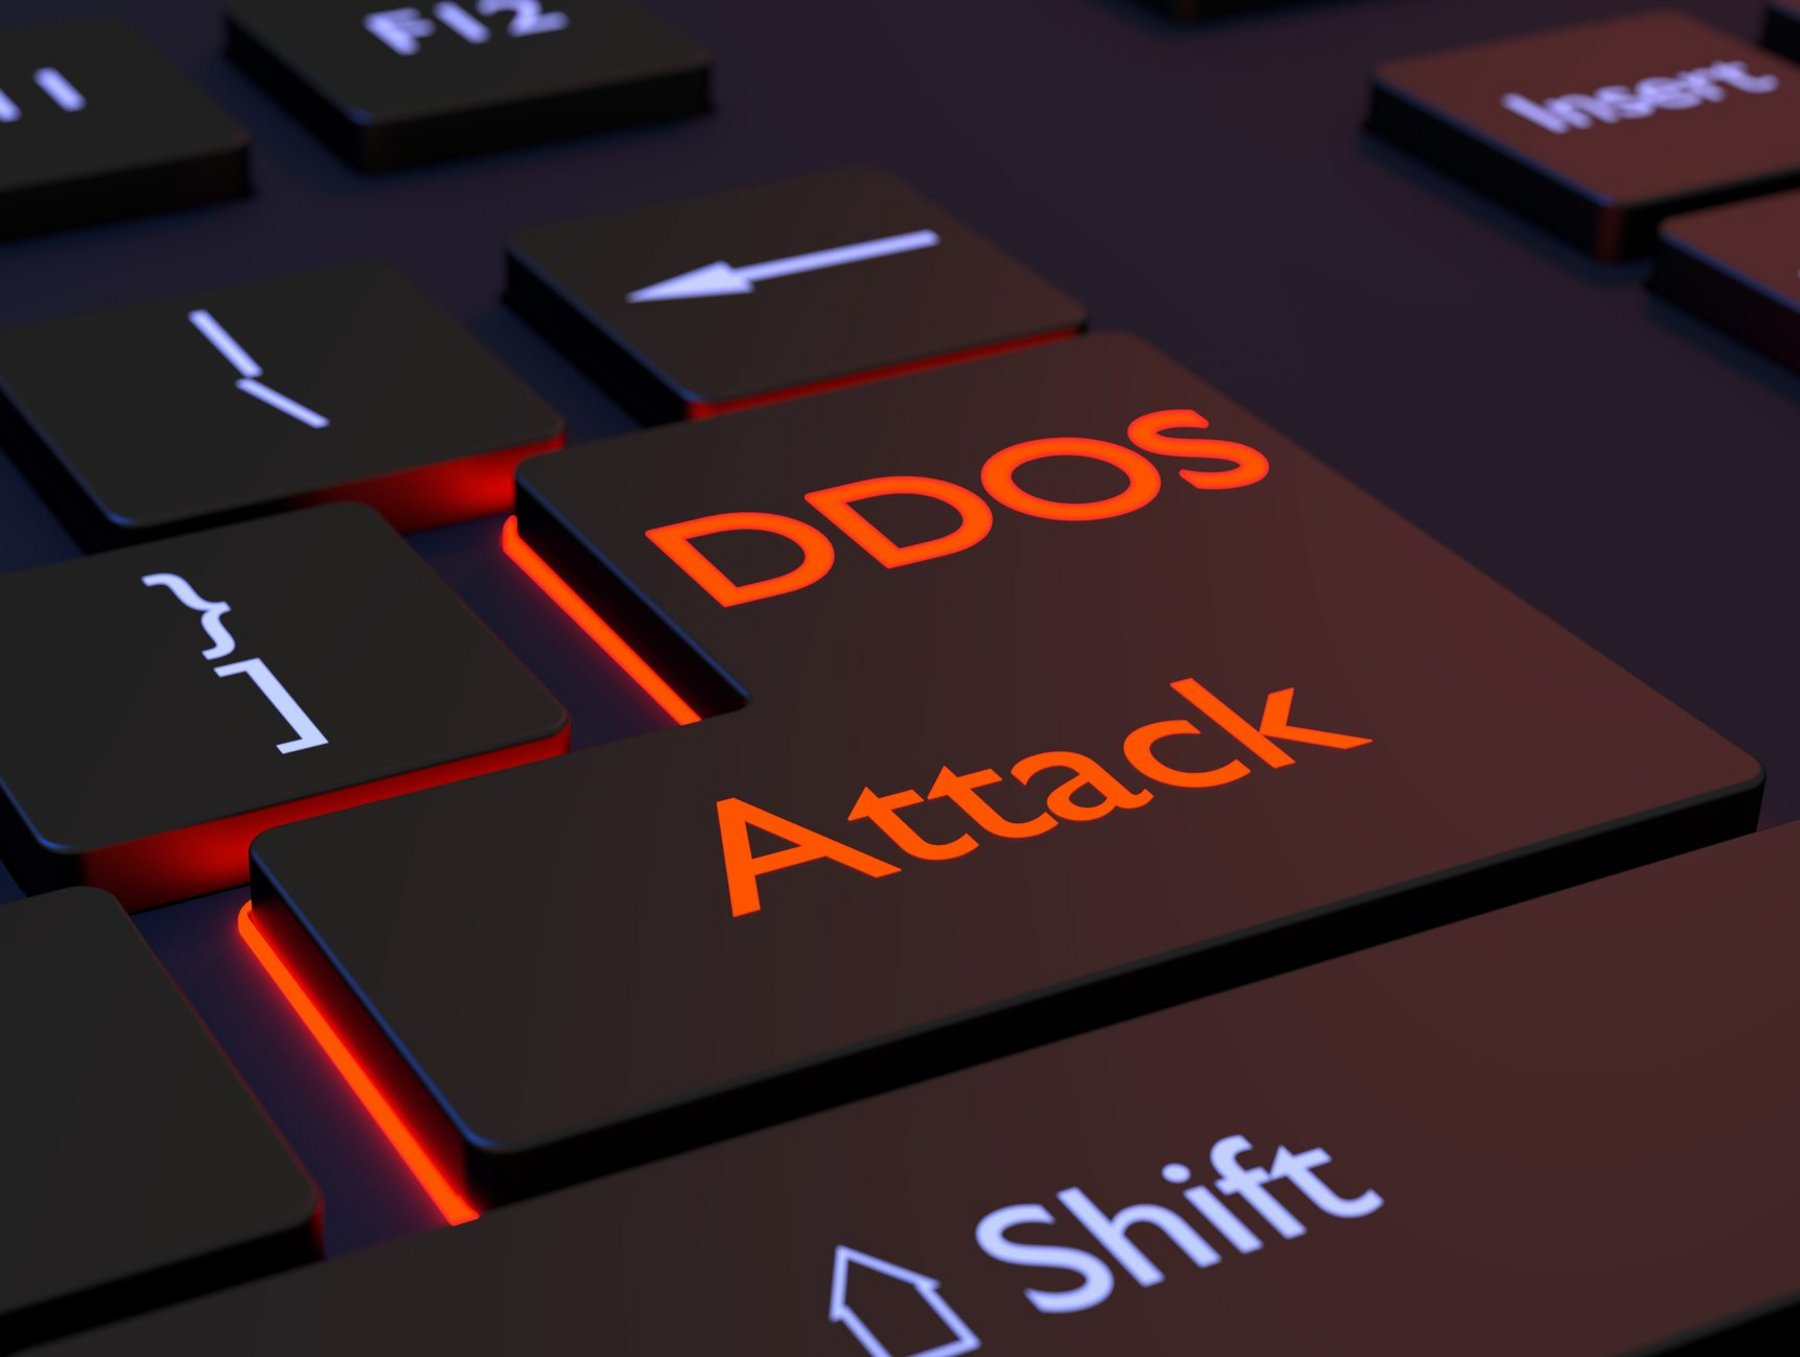 F12
Insert
}
]
DDOS
Attack
Shift